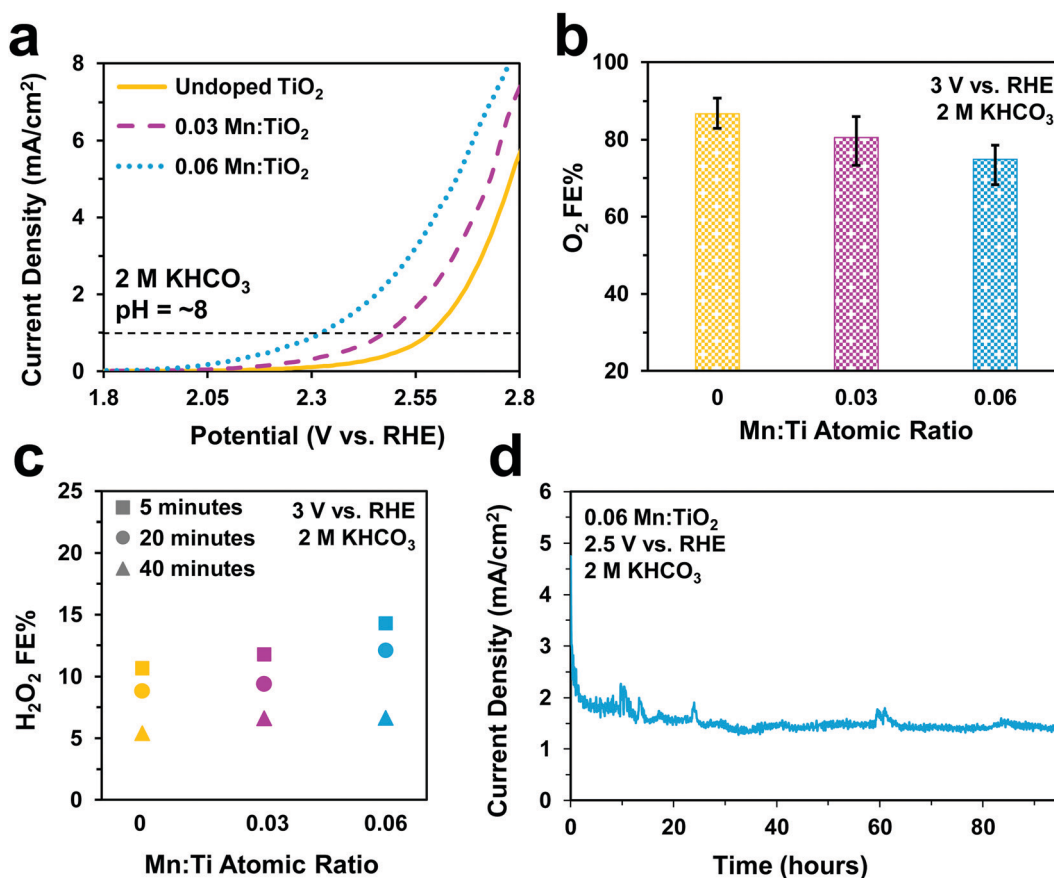 a
8
6
4
2
0
Current Density (mA/cm²)
Undoped TiO₂
0.03 Mn:TiO₂
0.06 Mn:TiO₂
2 M KHCO₃
pH = ~8
1.8 2.05 2.3 2.55 2.8
Potential (V vs. RHE)
b
100
80
60
40
20
O₂ FE%
3 V vs. RHE
2 M KHCO₃
0 0.03 0.06
Mn:Ti Atomic Ratio
c
25
20
15
10
5
0
H₂O₂ FE%
5 minutes
20 minutes
40 minutes
3 V vs. RHE
2 M KHCO₃
0 0.03 0.06
Mn:Ti Atomic Ratio
d
6
5
4
3
2
1
0
Current Density (mA/cm²)
0.06 Mn:TiO₂
2.5 V vs. RHE
2 M KHCO₃
0 20 40 60 80
Time (hours)